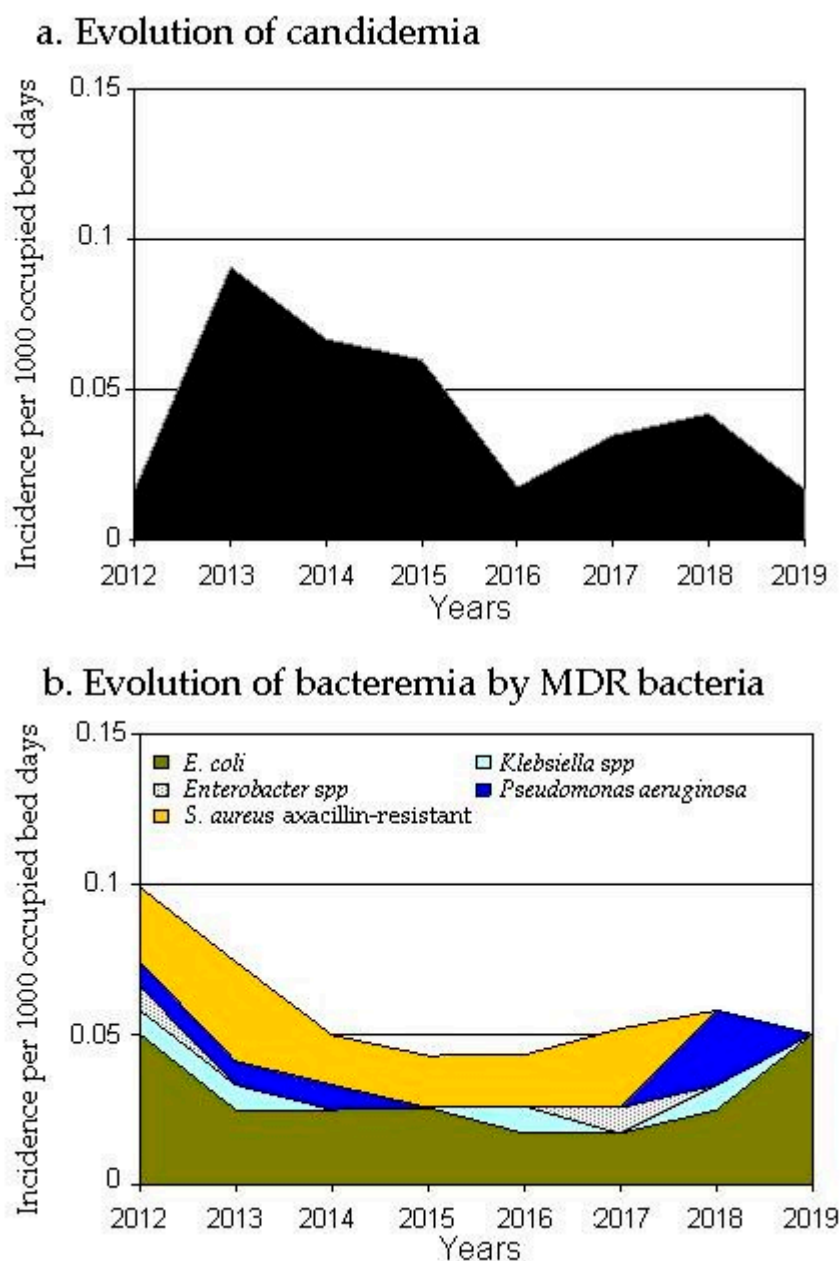 a. Evolution of candidemia
Incidence per 1000 occupied bed days
0.15
0.1
0.05
0
2012 2013 2014 2015 2016 2017 2018 2019
Years
b. Evolution of bacteremia by MDR bacteria
Incidence per 1000 occupied bed days
0.15
E. coli Klebsiella spp
Enterobacter spp Pseudomonas aeruginosa
S. aureus axacillin-resistant
0.1
0.05
0
2012 2013 2014 2015 2016 2017 2018 2019
Years